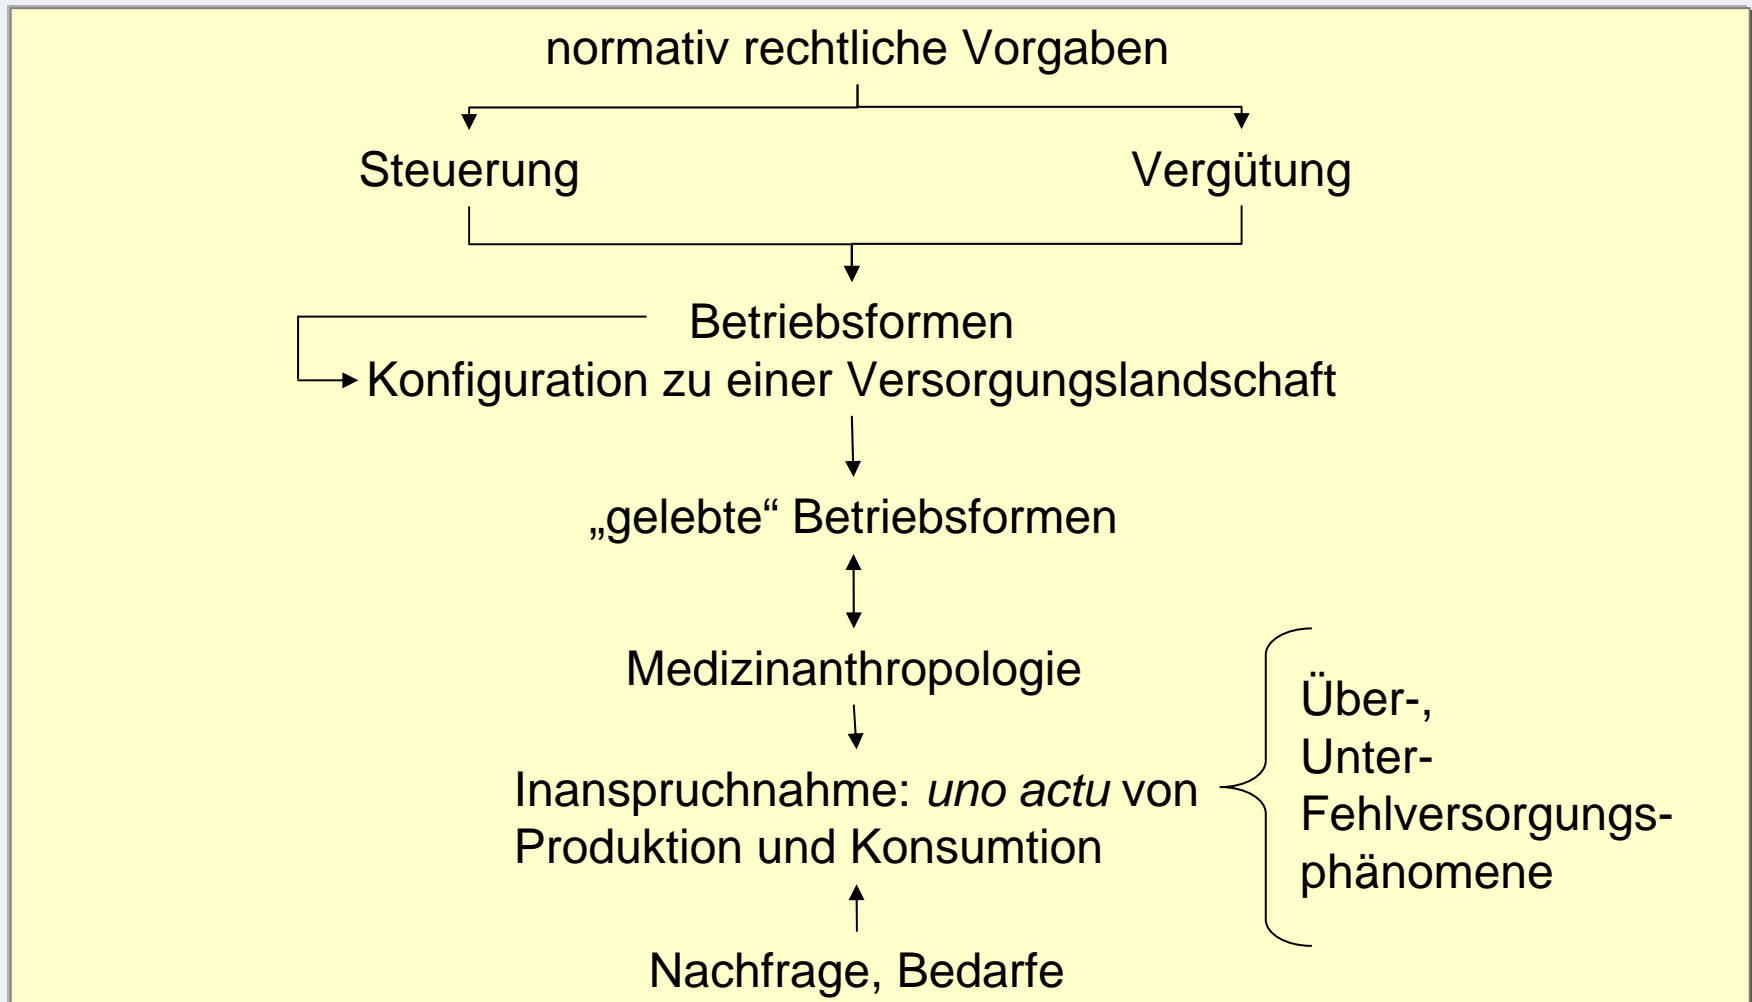 normativ rechtliche Vorgaben
Steuerung
Vergütung
Betriebsformen
Konfiguration zu einer Versorgungslandschaft
„gelebte“ Betriebsformen
Medizinanthropologie
Inanspruchnahme: uno actu von
Produktion und Konsumtion
Über-,
Unter-
Fehlversorgungs-
phänomene
Nachfrage, Bedarfe